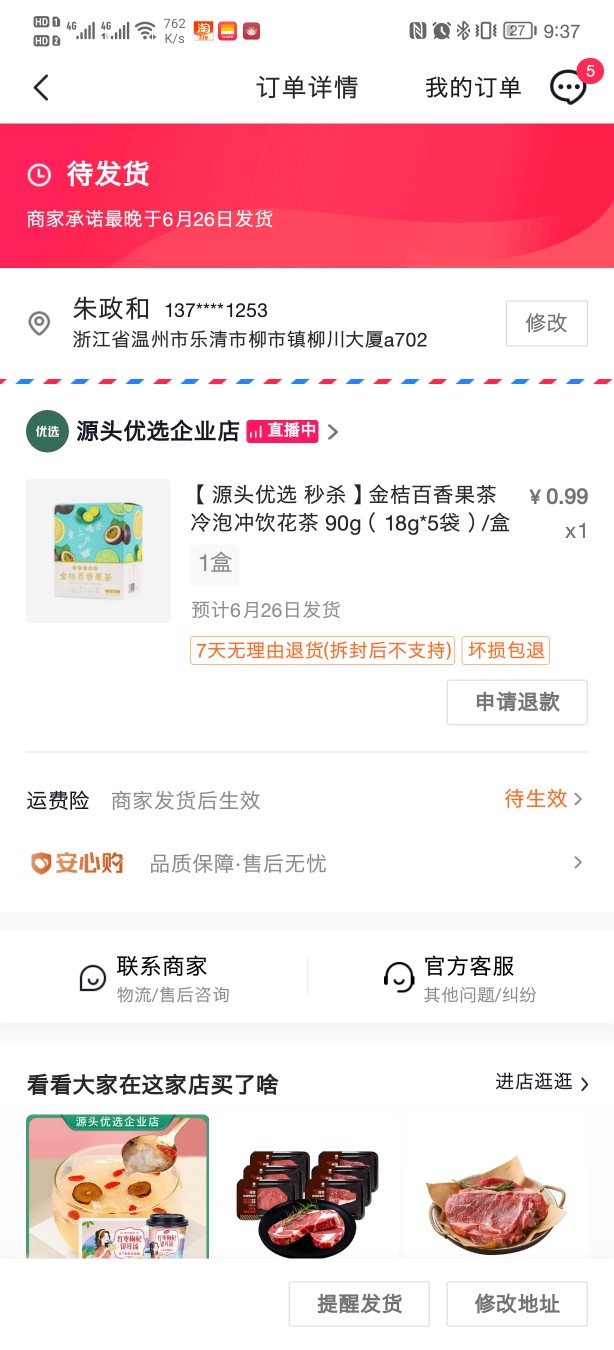 HD 1 4G 4G 762 K/s 27 9:37
HD 2
订单详情 我的订单 5
待发货
商家承诺最晚于6月26日发货
朱政和 137****1253
浙江省温州市乐清市柳市镇柳川大厦a702
修改
优选 源头优选企业店 直播中
【源头优选 秒杀】金桔百香果茶 ¥0.99
冷泡冲饮花茶 90g(18g*5袋)/盒 x1
1盒
预计6月26日发货
7天无理由退货(拆封后不支持) 坏损包退
申请退款
运费险 商家发货后生效 待生效
安心购 品质保障·售后无忧
联系商家
物流/售后咨询
官方客服
其他问题/纠纷
看看大家在这家店买了啥 进店逛逛
源头优选企业店
提醒发货 修改地址